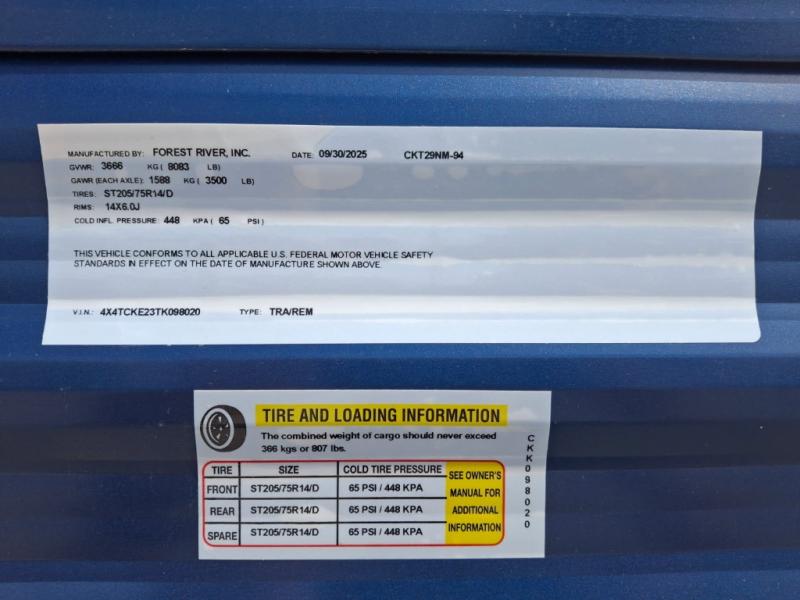 MANUFACTURED BY: FOREST RIVER, INC. DATE: 09/30/2025 CKT29NM-94
GVWR: 3666 KG ( 8083 LB)
GAWR (EACH AXLE): 1588 KG ( 3500 LB)
TIRES: ST205/75R14/D
RIMS: 14X6.0J
COLD INFL. PRESSURE: 448 KPA ( 65 PSI )
THIS VEHICLE CONFORMS TO ALL APPLICABLE U.S. FEDERAL MOTOR VEHICLE SAFETY
STANDARDS IN EFFECT ON THE DATE OF MANUFACTURE SHOWN ABOVE.
V.I.N.: 4X4TCKE23TK098020 TYPE: TRA/REM
TIRE AND LOADING INFORMATION
The combined weight of cargo should never exceed
366 kgs or 807 lbs.
TIRE SIZE COLD TIRE PRESSURE
FRONT ST205/75R14/D 65 PSI / 448 KPA
REAR ST205/75R14/D 65 PSI / 448 KPA
SPARE ST205/75R14/D 65 PSI / 448 KPA
SEE OWNER'S
MANUAL FOR
ADDITIONAL
INFORMATION
CKK098020